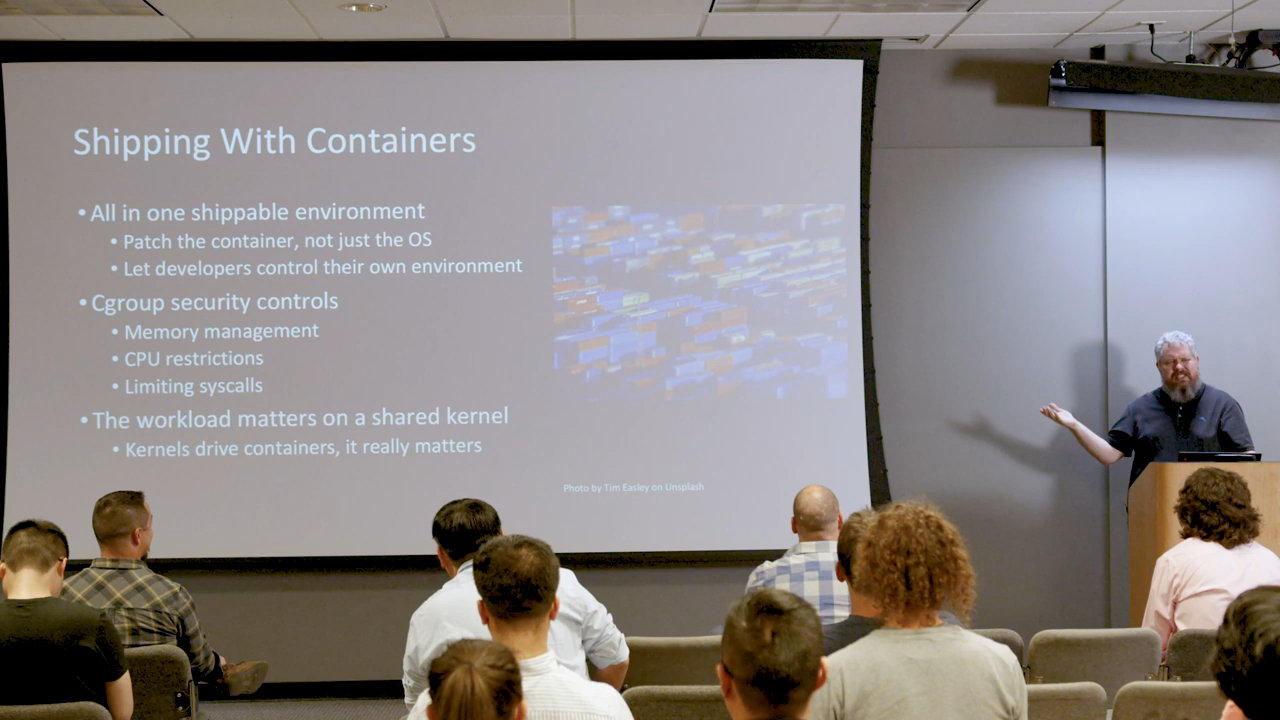 Shipping With Containers
• All in one shippable environment
• Patch the container, not just the OS
• Let developers control their own environment
• Cgroup security controls
• Memory management
• CPU restrictions
• Limiting syscalls
• The workload matters on a shared kernel
• Kernels drive containers, it really matters
Photo by Tim Easley on Unsplash